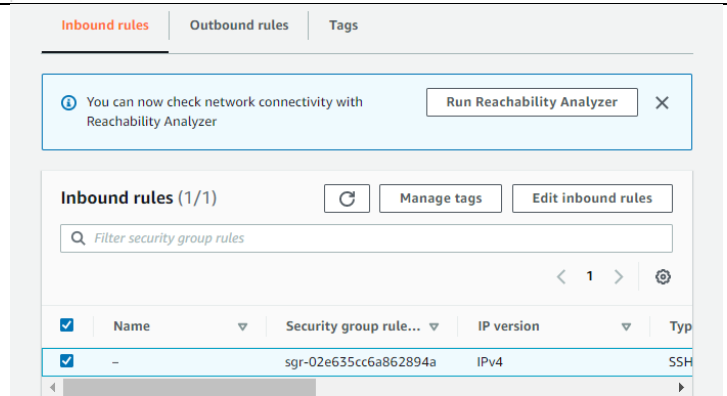 Inbound rules Outbound rules Tags
You can now check network connectivity with
Reachability Analyzer
Run Reachability Analyzer
Inbound rules (1/1) Manage tags Edit inbound rules
Filter security group rules
1
Name Security group rule... IP version Typ
– sgr-02e635cc6a862894a IPv4 SSH